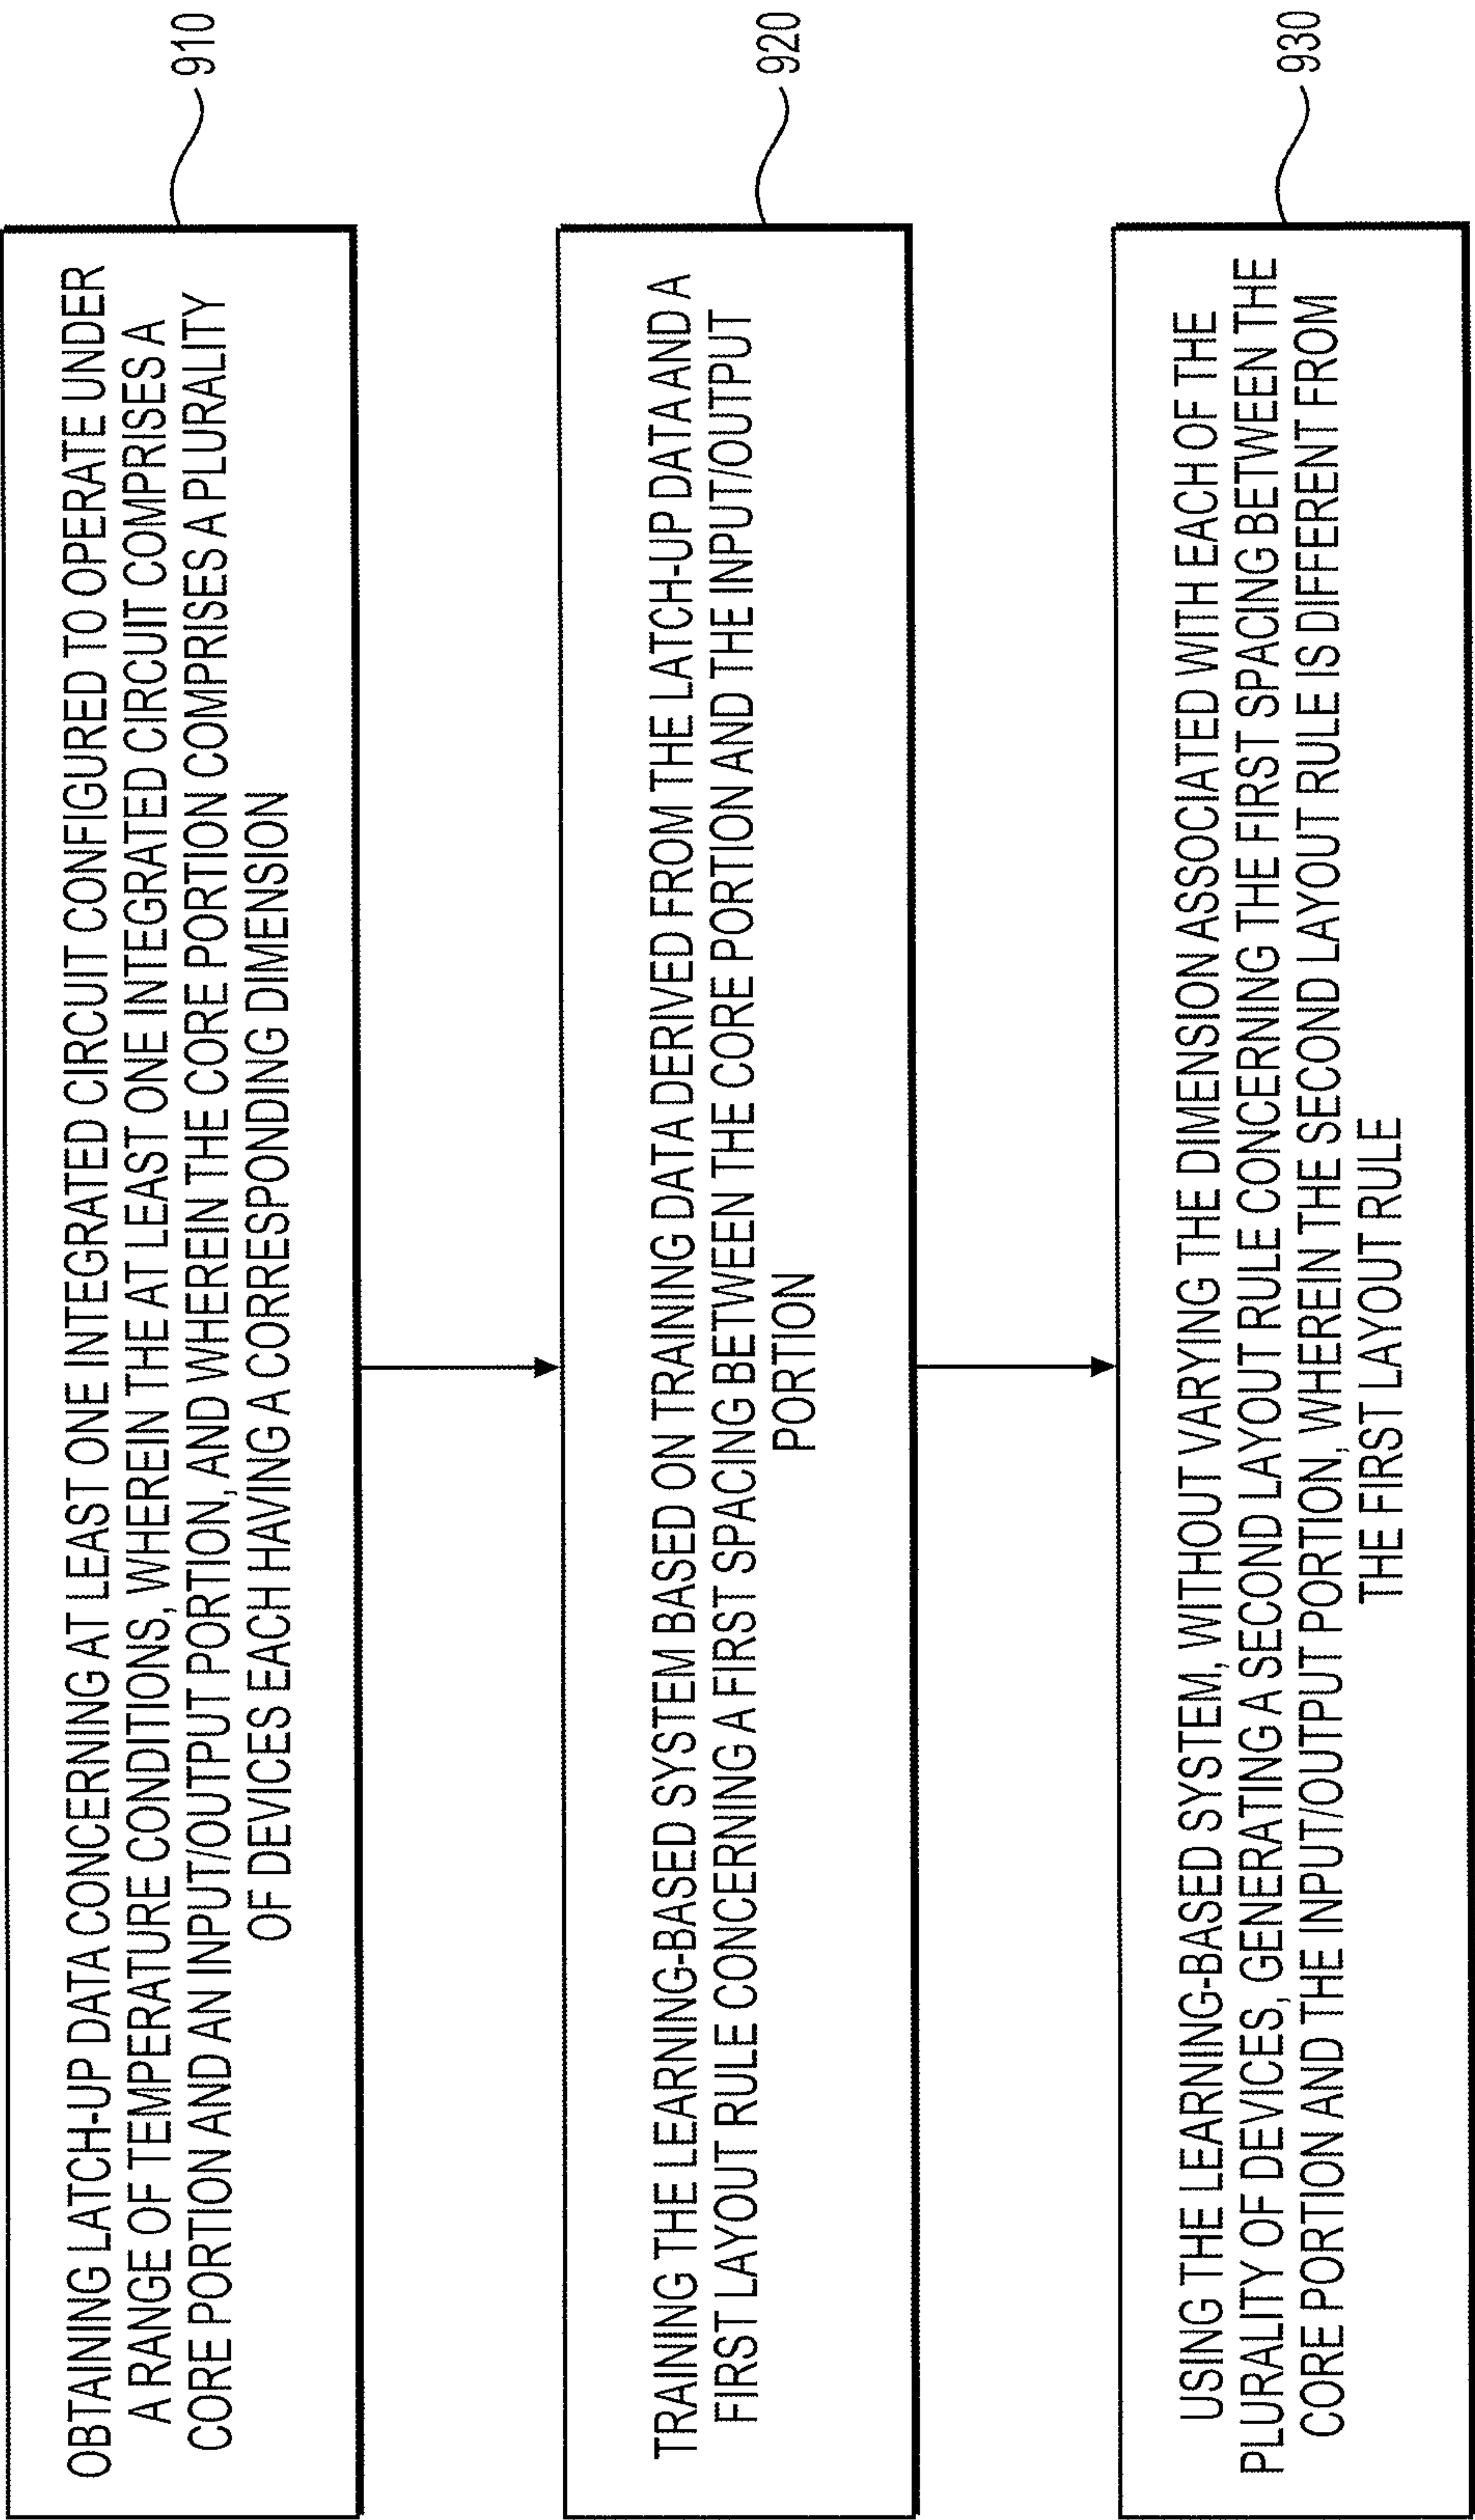 OBTAINING LATCH-UP DATA CONCERNING AT LEAST ONE INTEGRATED CIRCUIT CONFIGURED TO OPERATE UNDER
A RANGE OF TEMPERATURE CONDITIONS, WHEREIN THE AT LEAST ONE INTEGRATED CIRCUIT COMPRISES A
CORE PORTION AND AN INPUT/OUTPUT PORTION, AND WHEREIN THE CORE PORTION COMPRISES A PLURALITY
OF DEVICES EACH HAVING A CORRESPONDING DIMENSION
910
TRAINING THE LEARNING-BASED SYSTEM BASED ON TRAINING DATA DERIVED FROM THE LATCH-UP DATA AND A
FIRST LAYOUT RULE CONCERNING A FIRST SPACING BETWEEN THE CORE PORTION AND THE INPUT/OUTPUT
PORTION
920
USING THE LEARNING-BASED SYSTEM, WITHOUT VARYING THE DIMENSION ASSOCIATED WITH EACH OF THE
PLURALITY OF DEVICES, GENERATING A SECOND LAYOUT RULE CONCERNING THE FIRST SPACING BETWEEN THE
CORE PORTION AND THE INPUT/OUTPUT PORTION, WHEREIN THE SECOND LAYOUT RULE IS DIFFERENT FROM
THE FIRST LAYOUT RULE
930